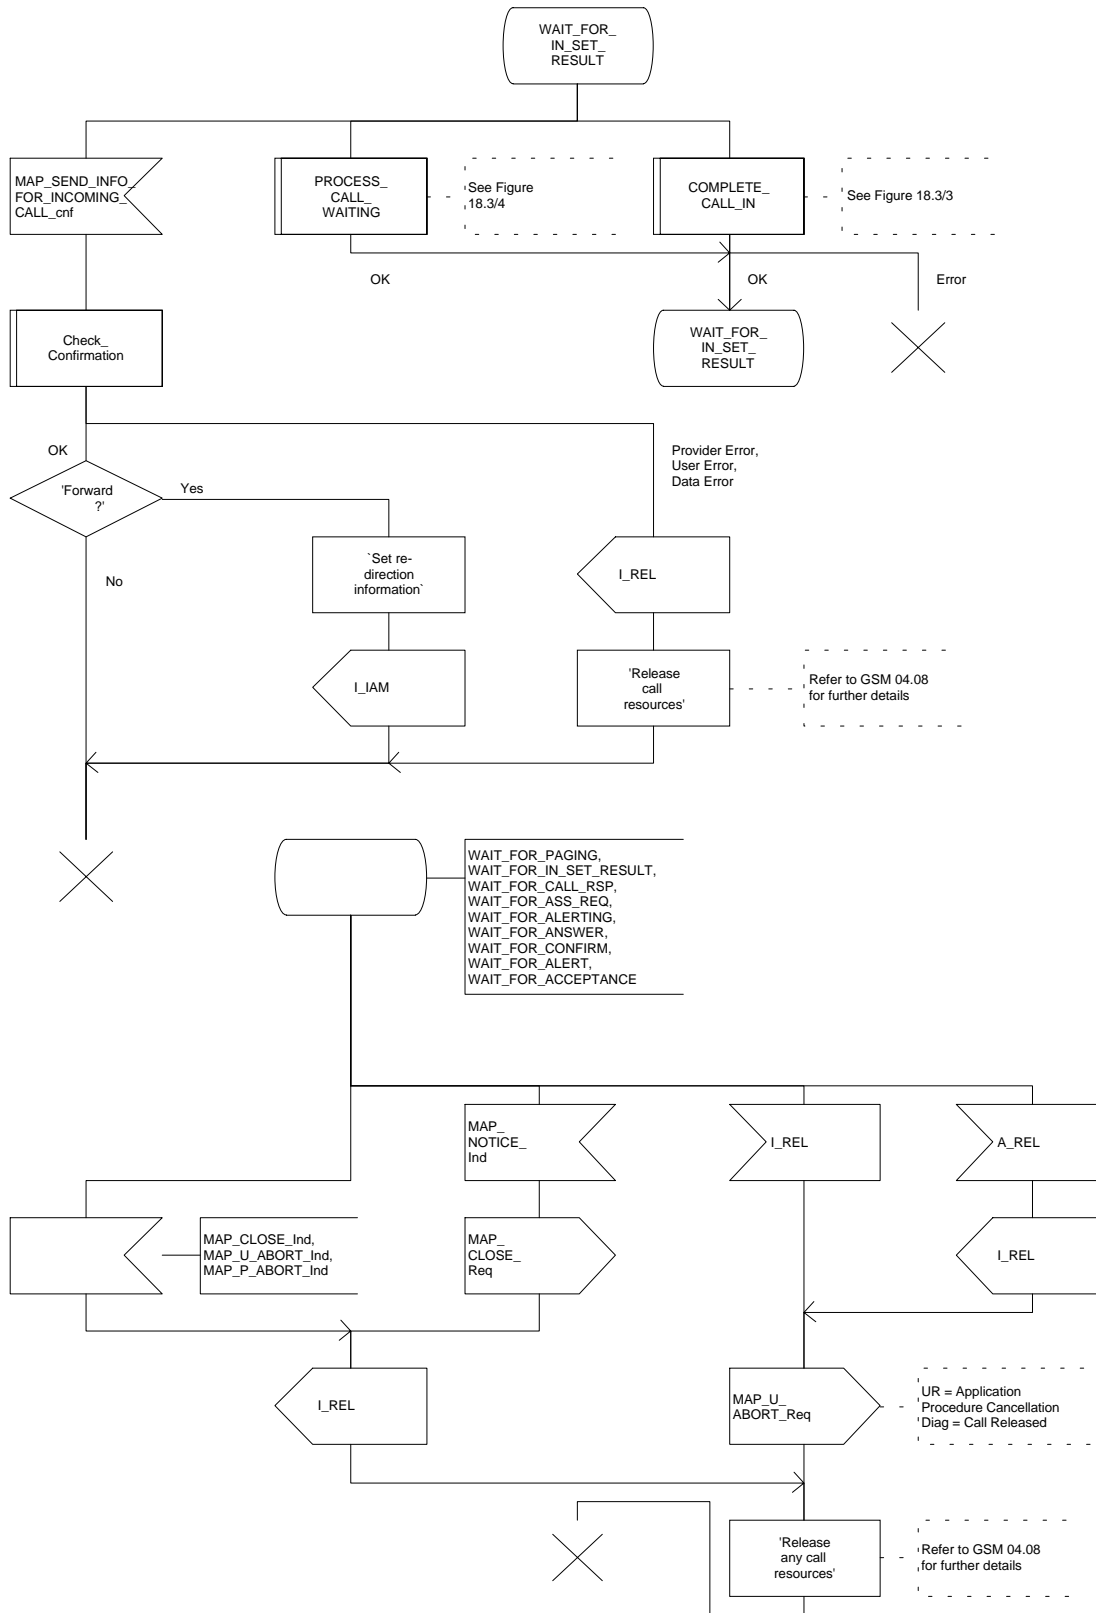 WAIT_FOR_
IN_SET_
RESULT
MAP_SEND_INFO_
FOR_INCOMING_
CALL_cnf
PROCESS_
CALL_
WAITING
See Figure
18.3/4
COMPLETE_
CALL_IN
See Figure 18.3/3
OK
OK
Error
Check_
Confirmation
WAIT_FOR_
IN_SET_
RESULT
OK
Provider Error,
User Error,
Data Error
'Forward
?'
Yes
No
`Set re-
direction
information`
I_REL
I_IAM
'Release
call
resources'
Refer to GSM 04.08
for further details
WAIT_FOR_PAGING,
WAIT_FOR_IN_SET_RESULT,
WAIT_FOR_CALL_RSP,
WAIT_FOR_ASS_REQ,
WAIT_FOR_ALERTING,
WAIT_FOR_ANSWER,
WAIT_FOR_CONFIRM,
WAIT_FOR_ALERT,
WAIT_FOR_ACCEPTANCE
MAP_
NOTICE_
Ind
I_REL
A_REL
MAP_CLOSE_Ind,
MAP_U_ABORT_Ind,
MAP_P_ABORT_Ind
MAP_
CLOSE_
Req
I_REL
I_REL
MAP_U_
ABORT_Req
UR = Application
Procedure Cancellation
Diag = Call Released
'Release
any call
resources'
Refer to GSM 04.08
for further details